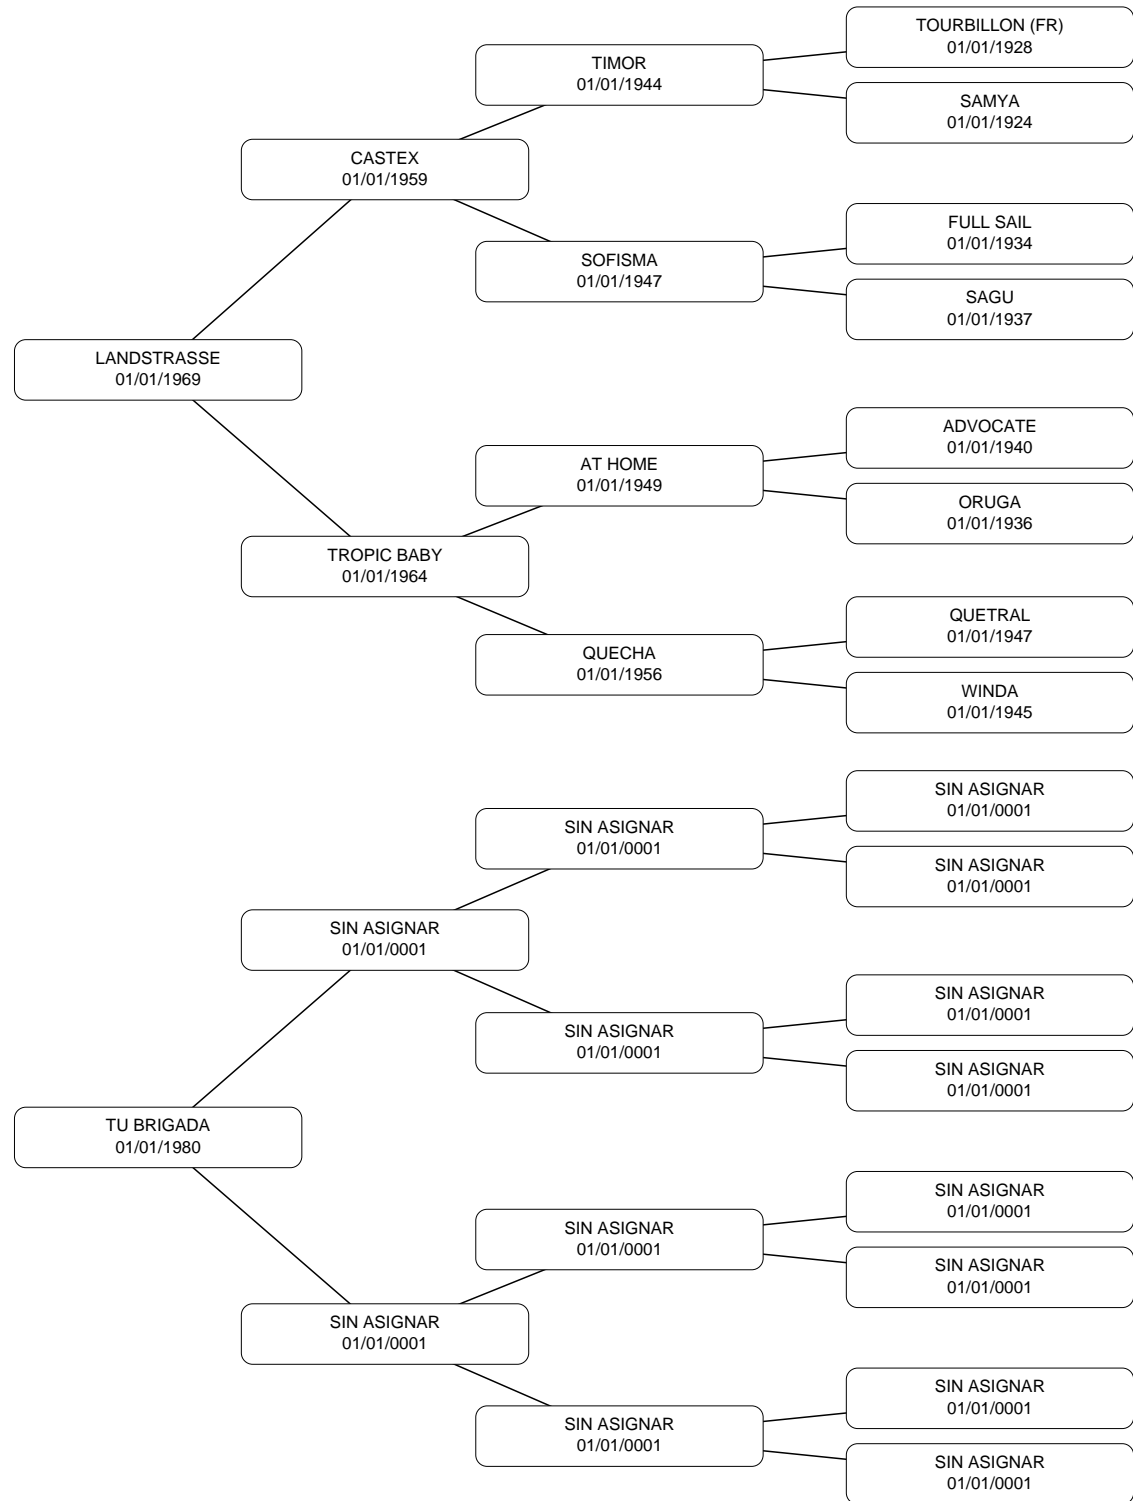 TOURBILLON (FR)
01/01/1928
TIMOR
01/01/1944
SAMYA
01/01/1924
CASTEX
01/01/1959
FULL SAIL
01/01/1934
SOFISMA
01/01/1947
SAGU
01/01/1937
LANDSTRASSE
01/01/1969
ADVOCATE
01/01/1940
AT HOME
01/01/1949
ORUGA
01/01/1936
TROPIC BABY
01/01/1964
QUETRAL
01/01/1947
QUECHA
01/01/1956
WINDA
01/01/1945
SIN ASIGNAR
01/01/0001
SIN ASIGNAR
01/01/0001
SIN ASIGNAR
01/01/0001
SIN ASIGNAR
01/01/0001
SIN ASIGNAR
01/01/0001
SIN ASIGNAR
01/01/0001
SIN ASIGNAR
01/01/0001
TU BRIGADA
01/01/1980
SIN ASIGNAR
01/01/0001
SIN ASIGNAR
01/01/0001
SIN ASIGNAR
01/01/0001
SIN ASIGNAR
01/01/0001
SIN ASIGNAR
01/01/0001
SIN ASIGNAR
01/01/0001
SIN ASIGNAR
01/01/0001